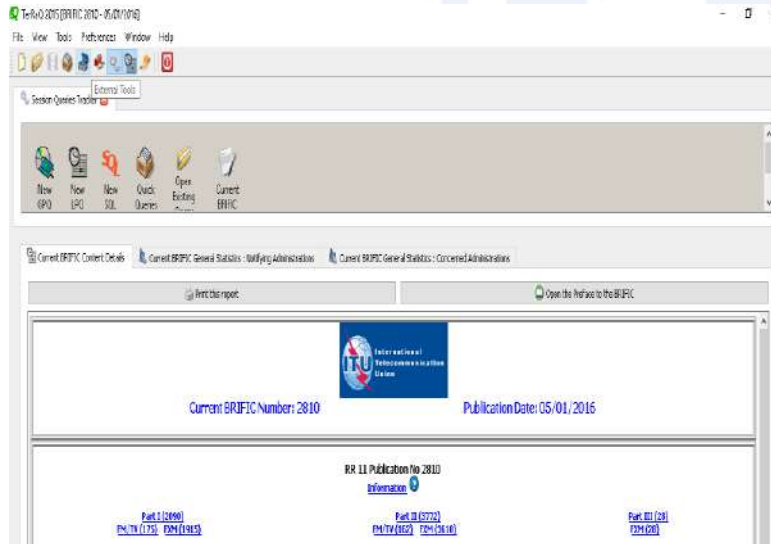 TerRaQ 2015 [BRIFIC 2810 - 05/01/2016]
File View Tools Preferences Window Help
External Tools
Session Queries Tracker
New GPQ
New LPQ
New SQL
Quick Queries
Open Existing
Current BRIFIC
Current BRIFIC Content Details
Current BRIFIC General Statistics : Notifying Administrations
Current BRIFIC General Statistics : Concerned Administrations
Print this report
Open the Preface to the BRIFIC
ITU
International
Telecommunication
Union
Current BRIFIC Number: 2810
Publication Date: 05/01/2016
RR 11 Publication No 2810
Information
Part I (2090)
Part II (3772)
Part III (28)
FM/TV (175) FXM (1915)
FM/TV (162) FXM (3610)
FXM (28)